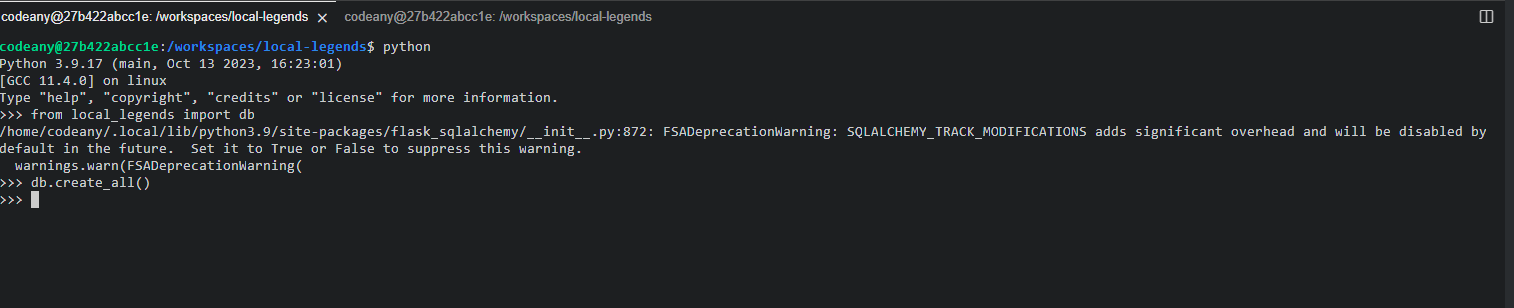 codeany@27b422abcc1e: /workspaces/local-legends × codeany@27b422abcc1e: /workspaces/local-legends
codeany@27b422abcc1e:/workspaces/local-legends$ python
Python 3.9.17 (main, Oct 13 2023, 16:23:01)
[GCC 11.4.0] on linux
Type "help", "copyright", "credits" or "license" for more information.
>>> from local_legends import db
/home/codeany/.local/lib/python3.9/site-packages/flask_sqlalchemy/__init__.py:872: FSADeprecationWarning: SQLALCHEMY_TRACK_MODIFICATIONS adds significant overhead and will be disabled by
default in the future.  Set it to True or False to suppress this warning.
  warnings.warn(FSADeprecationWarning(
>>> db.create_all()
>>>